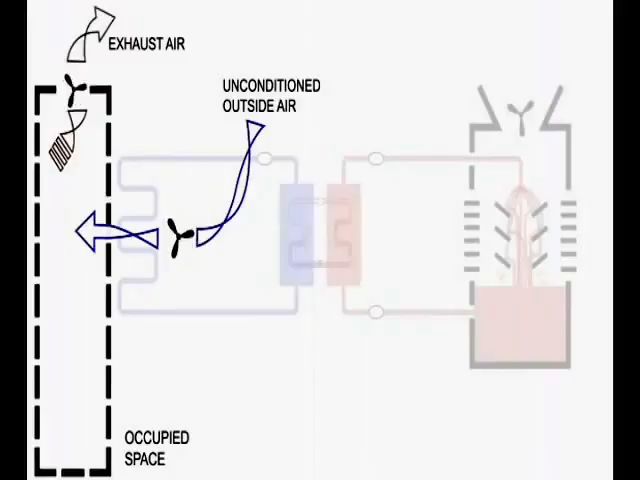 EXHAUST AIR
UNCONDITIONED
OUTSIDE AIR
OCCUPIED
SPACE